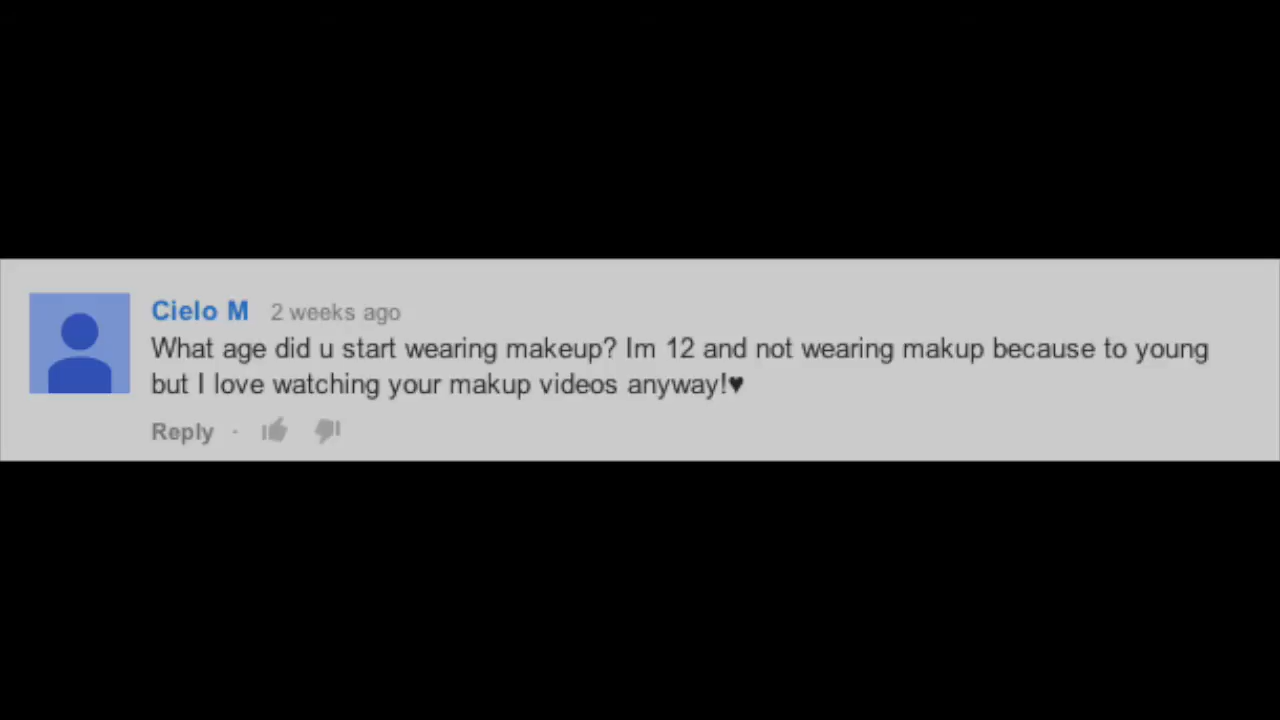 Cielo M 2 weeks ago
What age did u start wearing makeup? Im 12 and not wearing makup because to young
but I love watching your makup videos anyway!♥
Reply ·